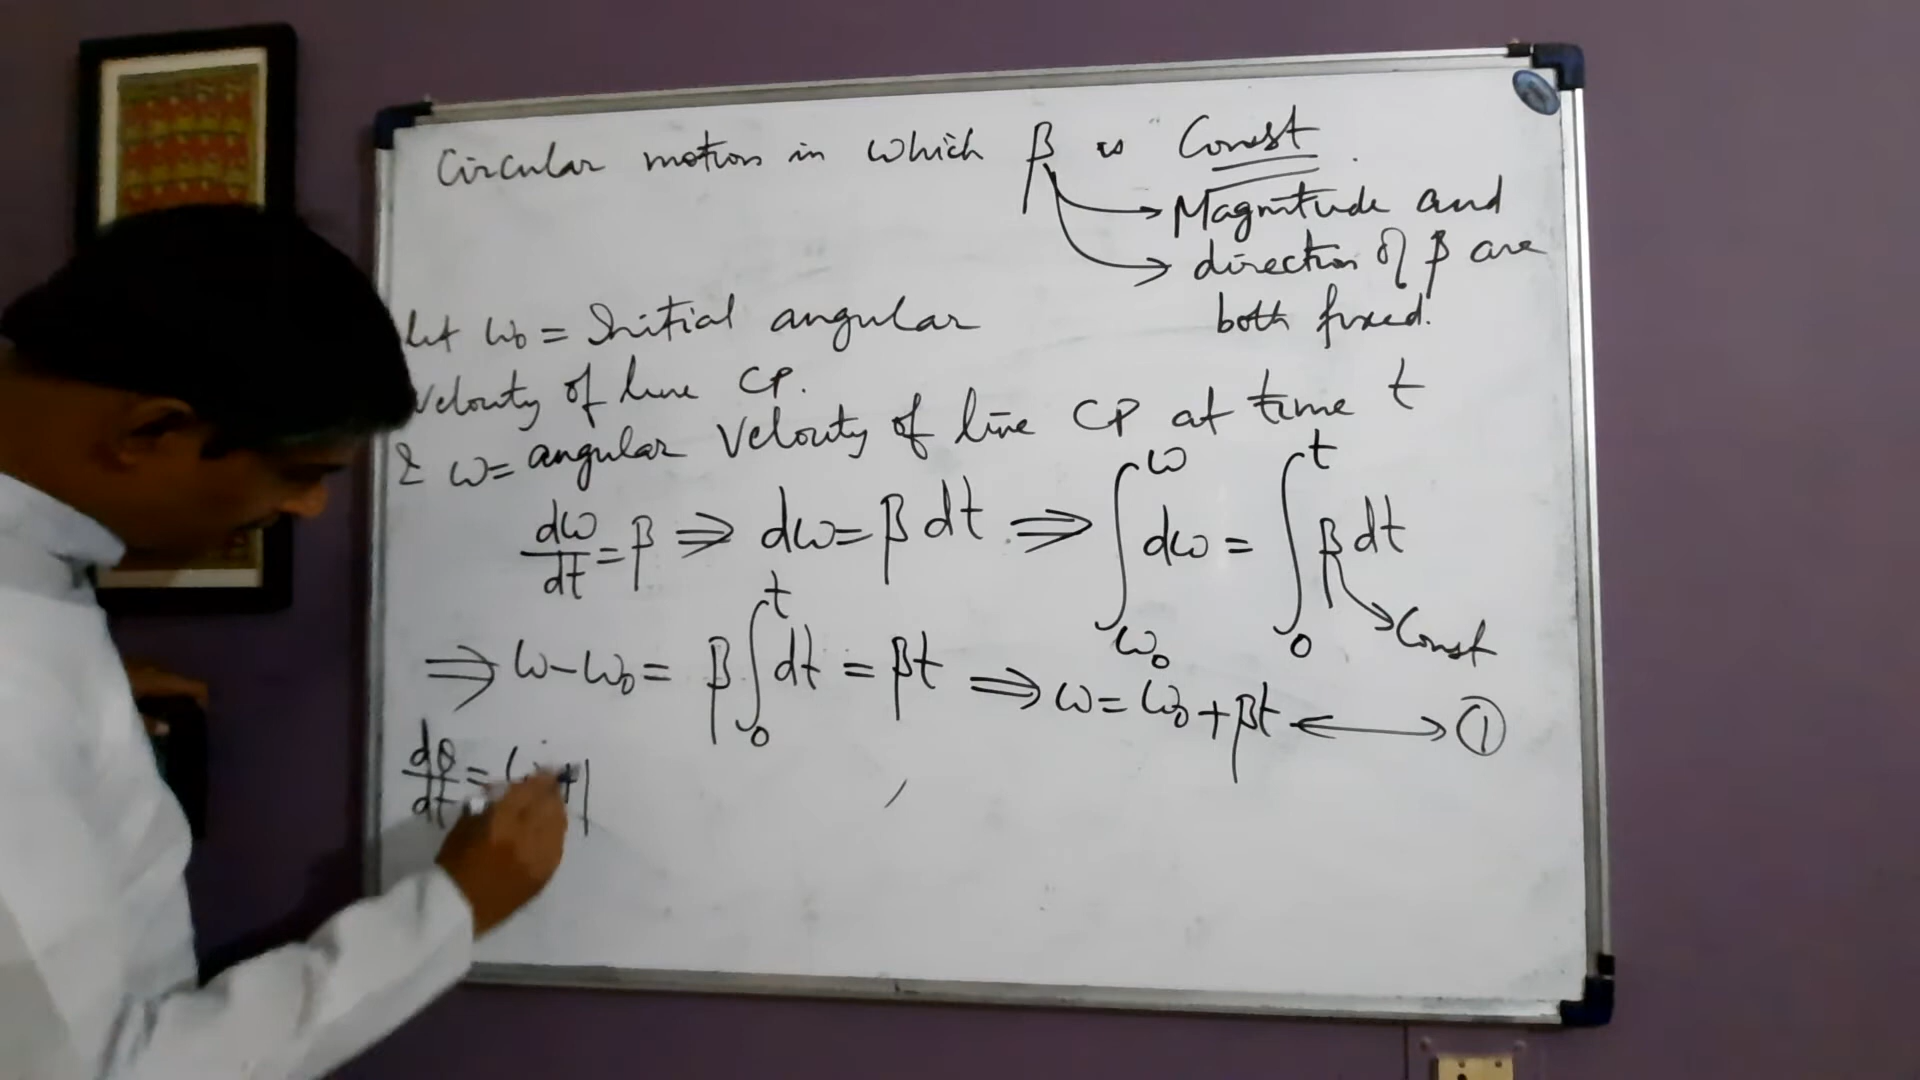 Circular motion in which β is Const.
Magnitude and
direction of β are
both fixed.
Let ω₀ = Initial angular
Velocity of line CP.
& ω = angular Velocity of line CP at time t
dω/dt = β ⇒ dω = β dt ⇒ ∫_{ω₀}^{ω} dω = ∫_{0}^{t} β dt
Const
⇒ ω - ω₀ = β ∫_{0}^{t} dt = βt ⇒ ω = ω₀ + βt ↔ ①
dθ/dt =